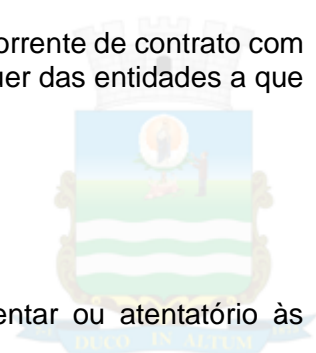 orrente de contrato com
uer das entidades a que
entar ou atentatório às
DUCO IN ALTUM